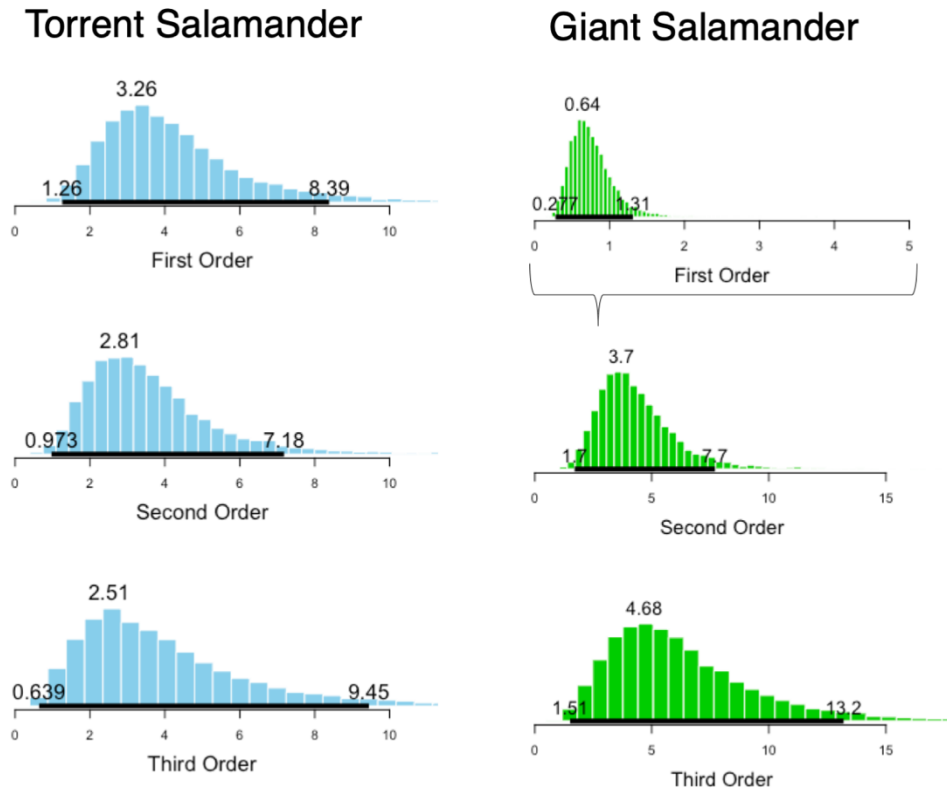 Torrent Salamander
3.26
1.26 8.39
0 2 4 6 8 10
First Order
2.81
0.973 7.18
0 2 4 6 8 10
Second Order
2.51
0.639 9.45
0 2 4 6 8 10
Third Order
Giant Salamander
0.64
0.277 1.31
0 1 2 3 4 5
First Order
3.7
1.7 7.7
0 5 10 15
Second Order
4.68
1.51 13.2
0 5 10 15
Third Order